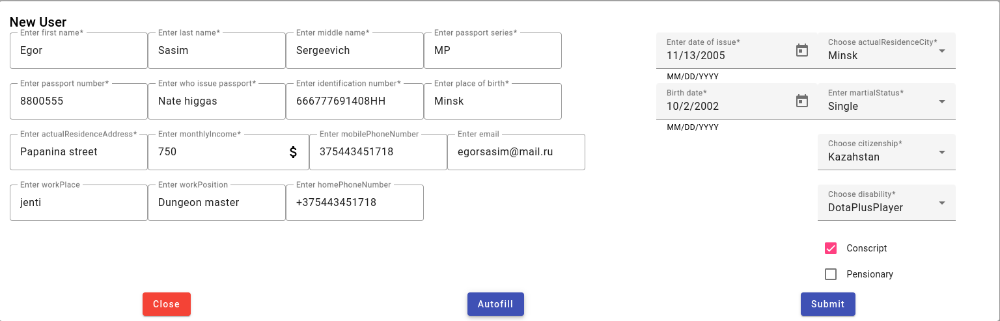 New User
Enter first name* Enter last name* Enter middle name* Enter passport series*
Egor Sasim Sergeevich MP
Enter date of issue* Choose actualResidenceCity*
11/13/2005 Minsk
MM/DD/YYYY
Enter passport number* Enter who issue passport* Enter identification number* Enter place of birth*
8800555 Nate higgas 666777691408HH Minsk
Birth date* Enter martialStatus*
10/2/2002 Single
MM/DD/YYYY
Enter actualResidenceAddress* Enter monthlyIncome* Enter mobilePhoneNumber Enter email
Papanina street 750 $ 375443451718 egorsasim@mail.ru
Choose citizenship*
Kazahstan
Enter workPlace Enter workPosition Enter homePhoneNumber
jenti Dungeon master +375443451718
Choose disability*
DotaPlusPlayer
Conscript
Pensionary
Close Autofill Submit